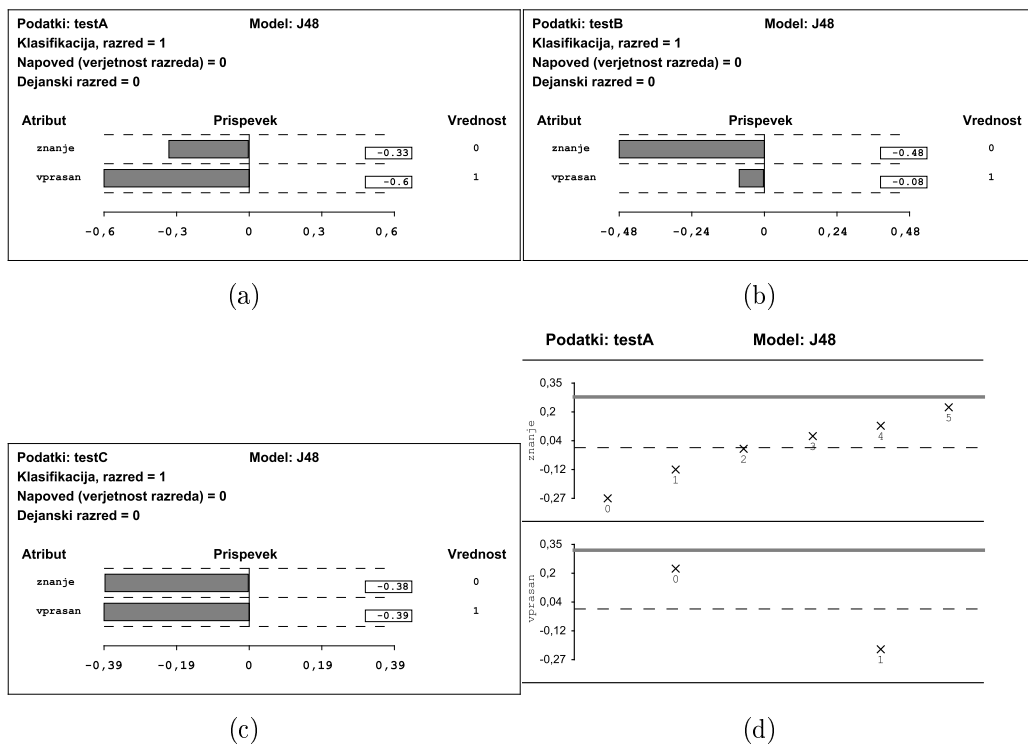 Podatki: testA Model: J48
Klasifikacija, razred = 1
Napoved (verjetnost razreda) = 0
Dejanski razred = 0
Atribut Prispevek Vrednost
znanje -0.33 0
vprasan -0.6 1
-0,6 -0,3 0 0,3 0,6
(a)
Podatki: testB Model: J48
Klasifikacija, razred = 1
Napoved (verjetnost razreda) = 0
Dejanski razred = 0
Atribut Prispevek Vrednost
znanje -0.48 0
vprasan -0.08 1
-0,48 -0,24 0 0,24 0,48
(b)
Podatki: testC Model: J48
Klasifikacija, razred = 1
Napoved (verjetnost razreda) = 0
Dejanski razred = 0
Atribut Prispevek Vrednost
znanje -0.38 0
vprasan -0.39 1
-0,39 -0,19 0 0,19 0,39
(c)
Podatki: testA Model: J48
znanje
0,35
0,2
0,04
-0,12
-0,27
0 1 2 3 4 5
vprasan
0,35
0,2
0,04
-0,12
-0,27
0 1
(d)